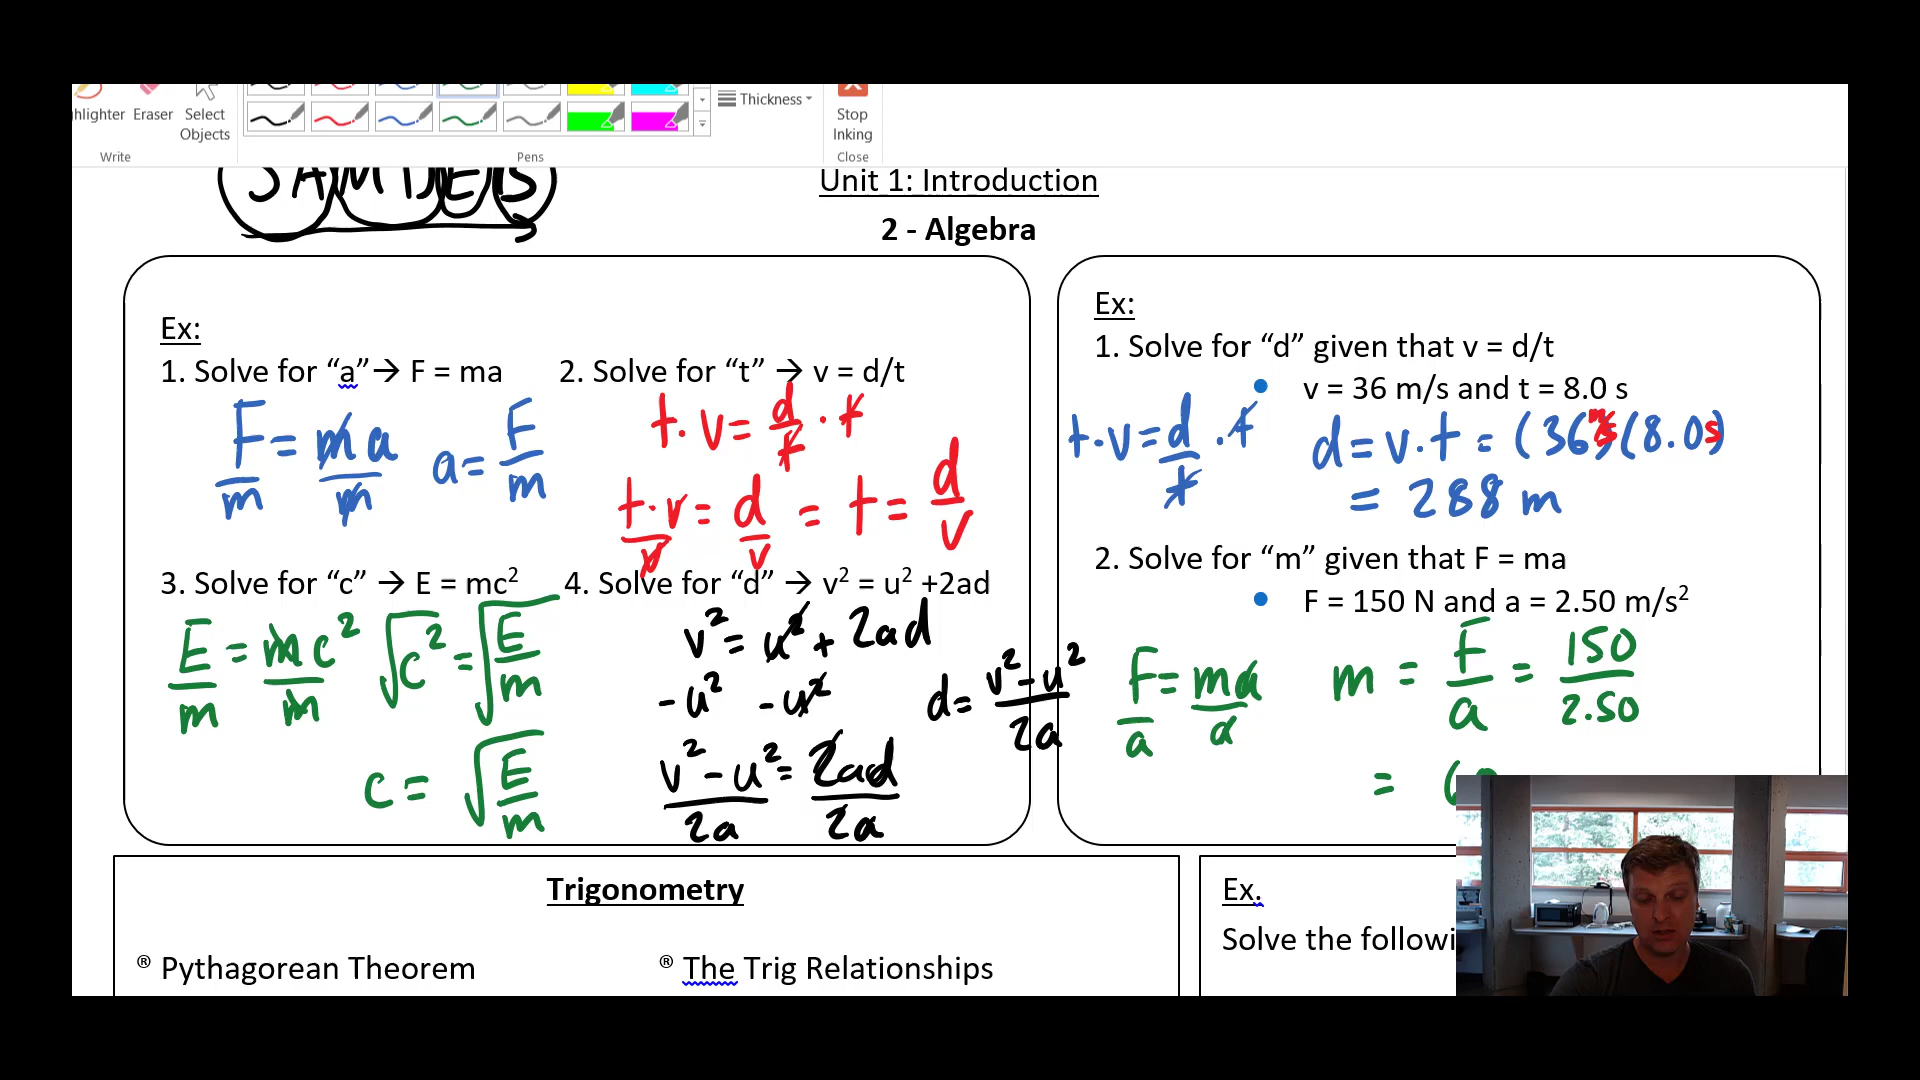 hlighter
Eraser
Select Objects
Thickness
Stop Inking
Write
Pens
Close
SAMDEB
Unit 1: Introduction
2 - Algebra
Ex:
1. Solve for “a”→ F = ma
F/m = ma/m
a = F/m
2. Solve for “t” → v = d/t
t·v = d/t · t
t·v/v = d/v = t = d/v
3. Solve for “c” → E = mc²
E/m = mc²/m
√c² = √E/m
c = √E/m
4. Solve for “d” → v² = u² +2ad
v² = u² + 2ad
-u² -u²
v² - u²/2a = 2ad/2a
d = v² - u²/2a
Ex:
1. Solve for “d” given that v = d/t
● v = 36 m/s and t = 8.0 s
t·v = d/t · t
d = v·t = (36 m/s)(8.0s)
= 288 m
2. Solve for “m” given that F = ma
● F = 150 N and a = 2.50 m/s²
F/a = ma/a
m = F/a = 150/2.50
=
Trigonometry
® Pythagorean Theorem
® The Trig Relationships
Ex.
Solve the followi